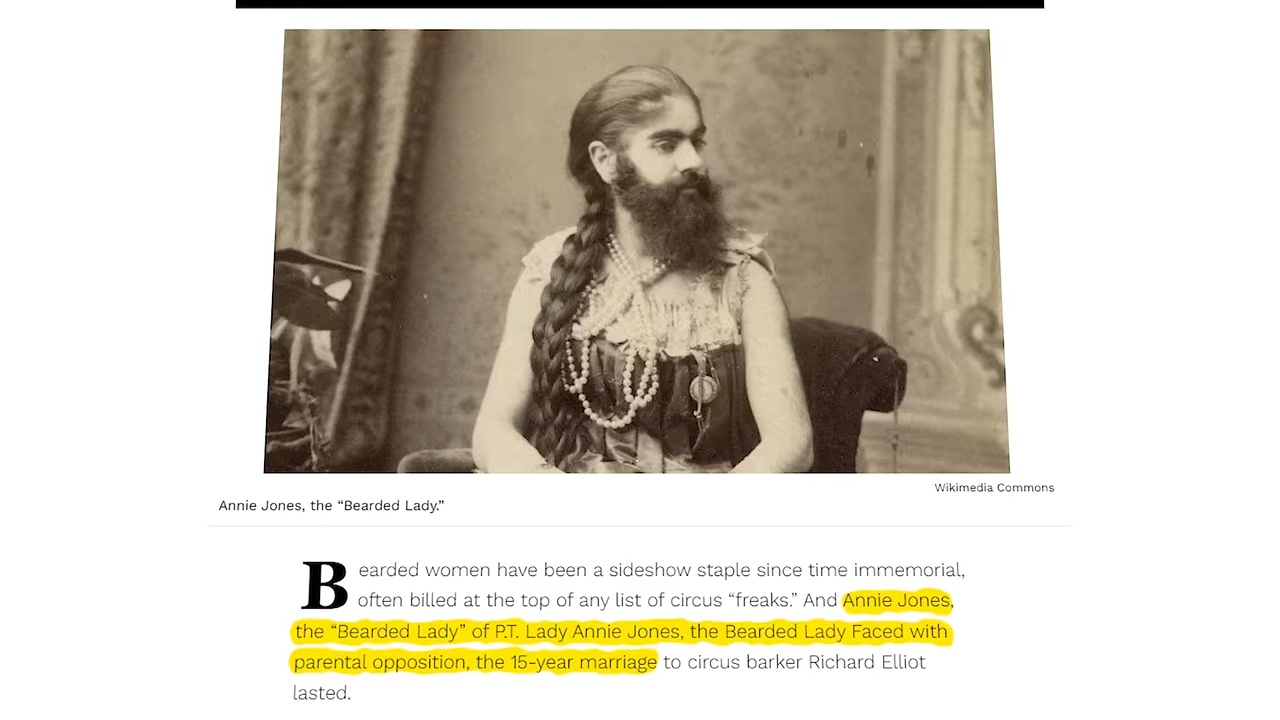 Wikimedia Commons
Annie Jones, the “Bearded Lady.”
Bearded women have been a sideshow staple since time immemorial,
often billed at the top of any list of circus “freaks.” And Annie Jones,
the “Bearded Lady” of P.T. Lady Annie Jones, the Bearded Lady Faced with
parental opposition, the 15-year marriage to circus barker Richard Elliot
lasted.